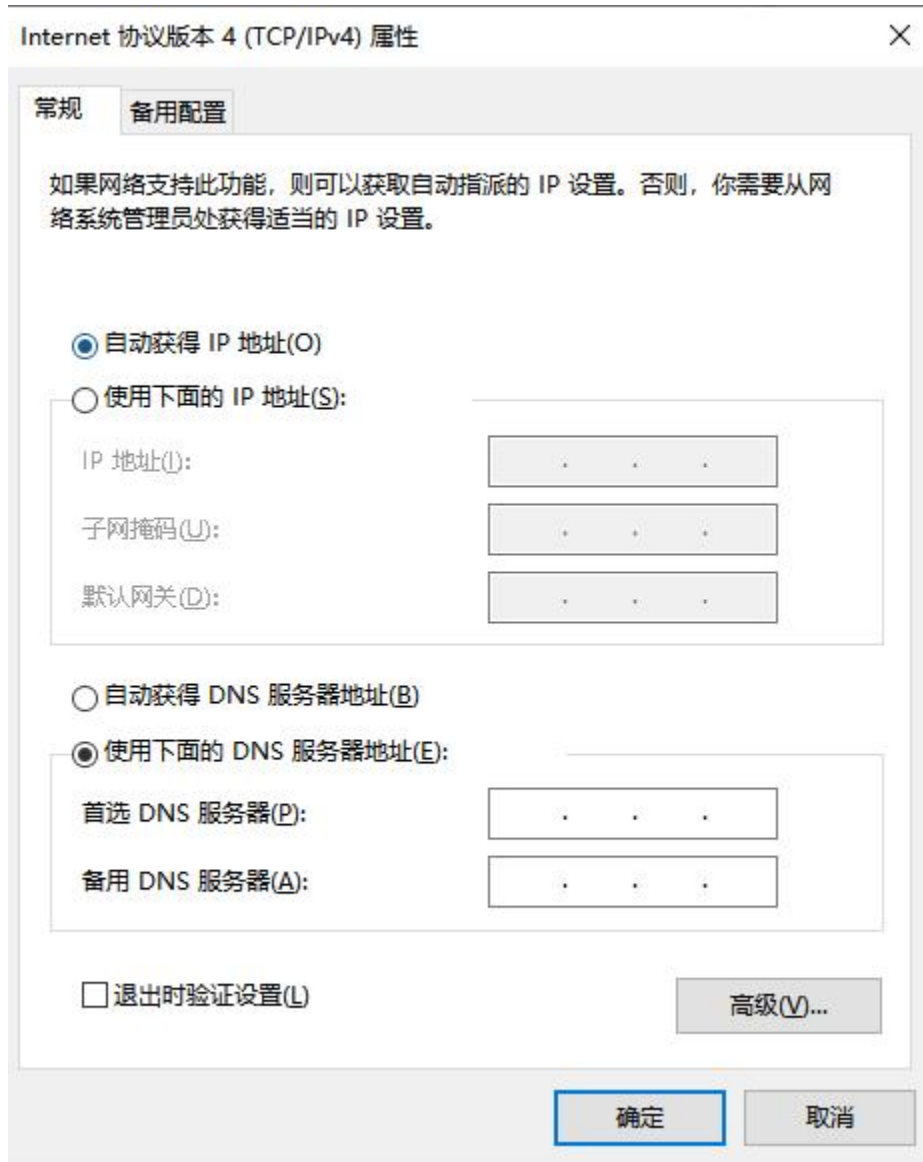 Internet 协议版本 4 (TCP/IPv4) 属性
常规
备用配置
如果网络支持此功能，则可以获取自动指派的 IP 设置。否则，你需要从网
络系统管理员处获得适当的 IP 设置。
自动获得 IP 地址(O)
使用下面的 IP 地址(S):
IP 地址(I):
. . .
子网掩码(U):
. . .
默认网关(D):
. . .
自动获得 DNS 服务器地址(B)
使用下面的 DNS 服务器地址(E):
首选 DNS 服务器(P):
. . .
备用 DNS 服务器(A):
. . .
退出时验证设置(L)
高级(V)...
确定
取消